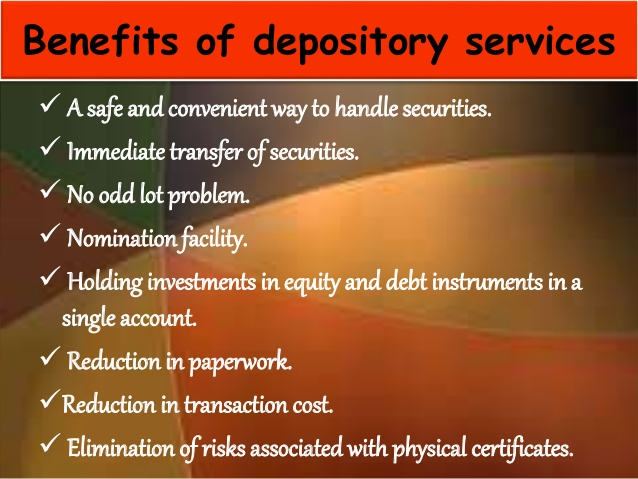 Benefits of depository services
✓ A safe and convenient way to handle securities.
✓ Immediate transfer of securities.
✓ No odd lot problem.
✓ Nomination facility.
✓ Holding investments in equity and debt instruments in a
single account.
✓ Reduction in paperwork.
✓Reduction in transaction cost.
✓ Elimination of risks associated with physical certificates.